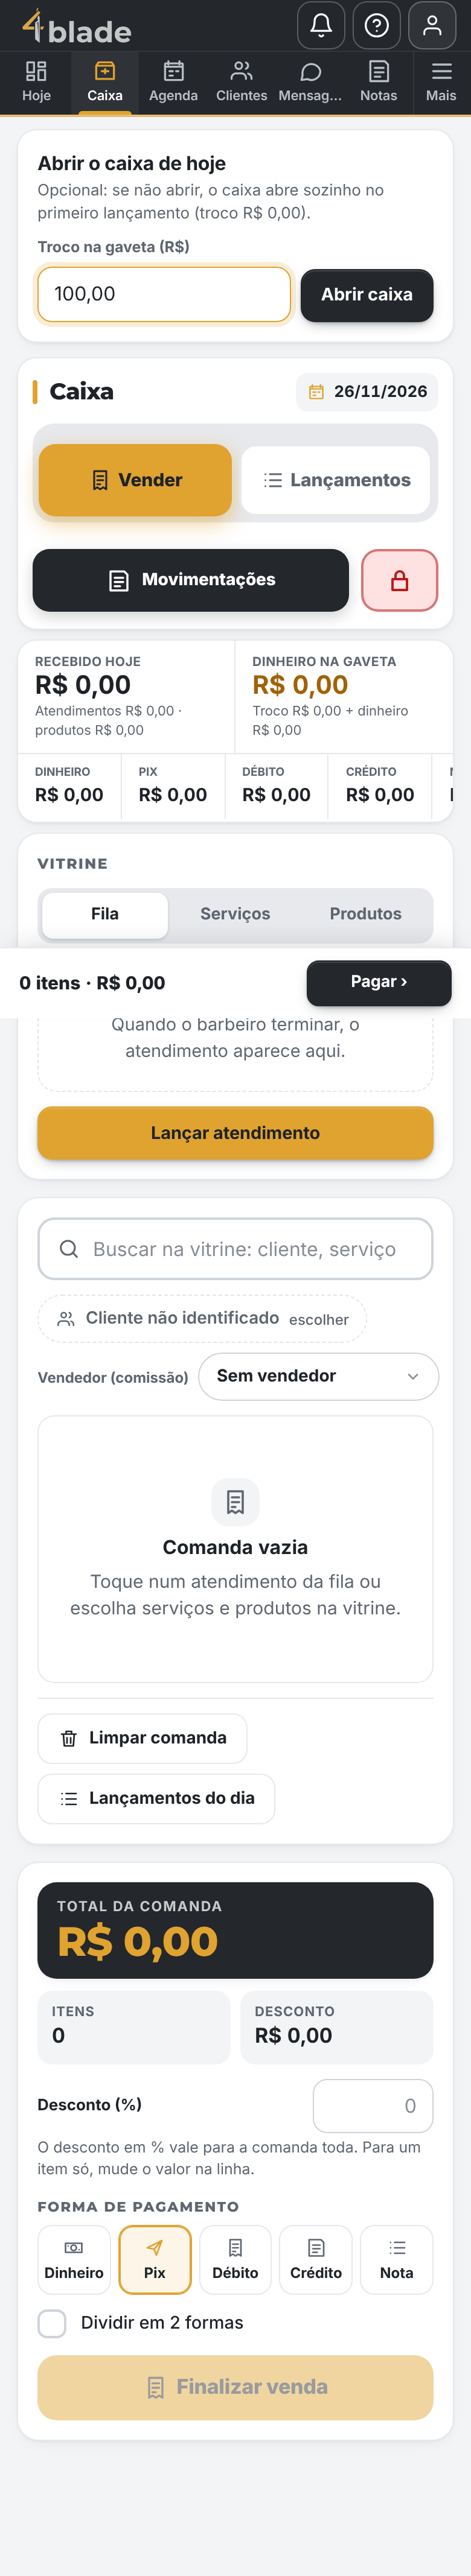 4blade
Hoje
Caixa
Agenda
Clientes
Mensag...
Notas
Mais
Abrir o caixa de hoje
Opcional: se não abrir, o caixa abre sozinho no
primeiro lançamento (troco R$ 0,00).
Troco na gaveta (R$)
100,00
Abrir caixa
Caixa
26/11/2026
Vender
Lançamentos
Movimentações
RECEBIDO HOJE
R$ 0,00
Atendimentos R$ 0,00 ·
produtos R$ 0,00
DINHEIRO NA GAVETA
R$ 0,00
Troco R$ 0,00 + dinheiro
R$ 0,00
DINHEIRO
R$ 0,00
PIX
R$ 0,00
DÉBITO
R$ 0,00
CRÉDITO
R$ 0,00
VITRINE
Fila
Serviços
Produtos
0 itens · R$ 0,00
Pagar ›
Quando o barbeiro terminar, o
atendimento aparece aqui.
Lançar atendimento
Buscar na vitrine: cliente, serviço
Cliente não identificado escolher
Vendedor (comissão)
Sem vendedor
Comanda vazia
Toque num atendimento da fila ou
escolha serviços e produtos na vitrine.
Limpar comanda
Lançamentos do dia
TOTAL DA COMANDA
R$ 0,00
ITENS
0
DESCONTO
R$ 0,00
Desconto (%)
0
O desconto em % vale para a comanda toda. Para um
item só, mude o valor na linha.
FORMA DE PAGAMENTO
Dinheiro
Pix
Débito
Crédito
Nota
Dividir em 2 formas
Finalizar venda